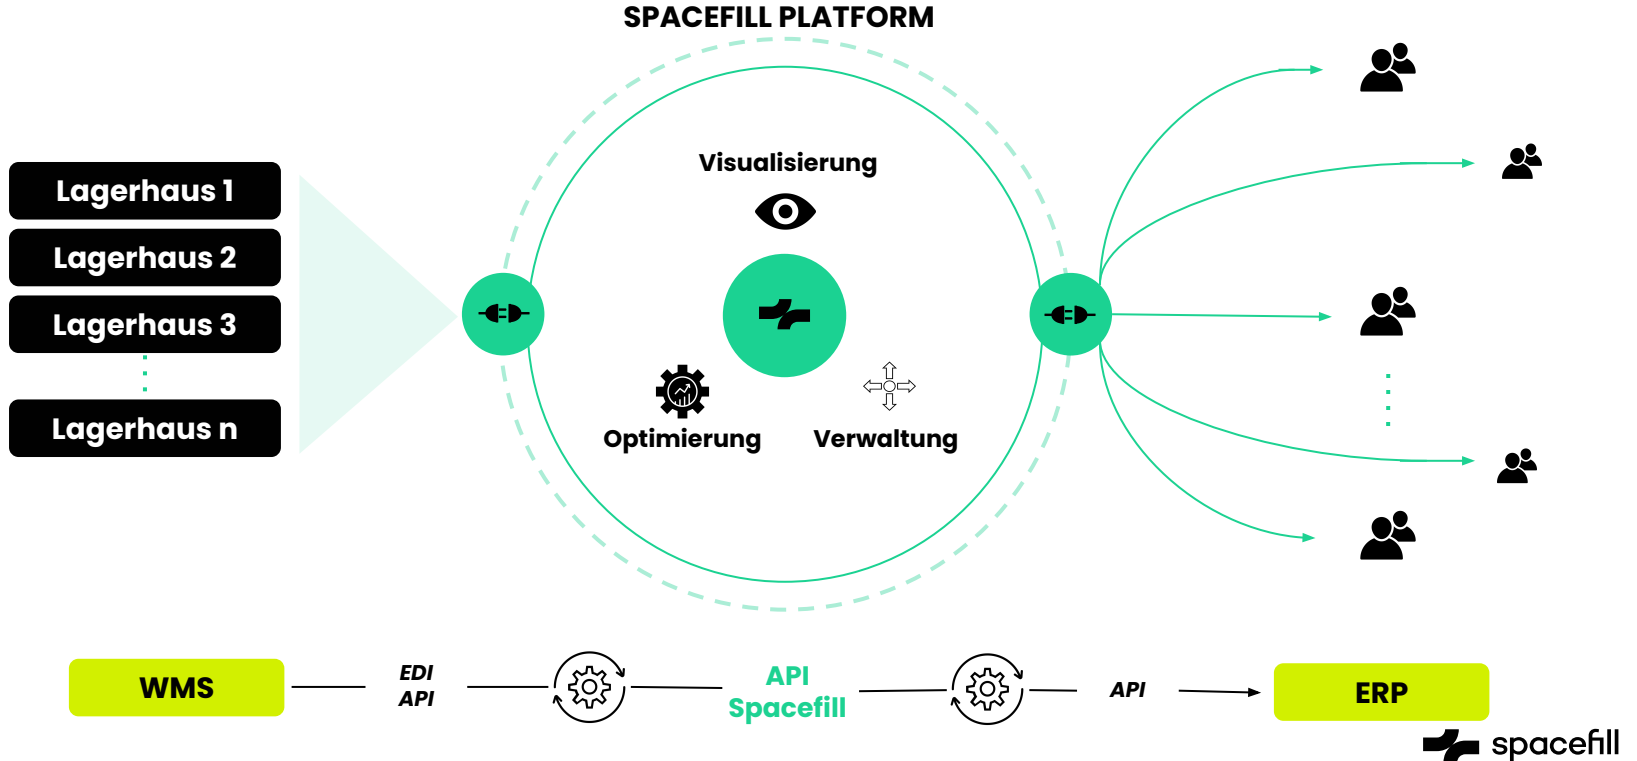 SPACEFILL PLATFORM
Lagerhaus 1
Lagerhaus 2
Lagerhaus 3
Lagerhaus n
Visualisierung
Optimierung
Verwaltung
WMS
EDI
API
API
Spacefill
API
ERP
spacefill